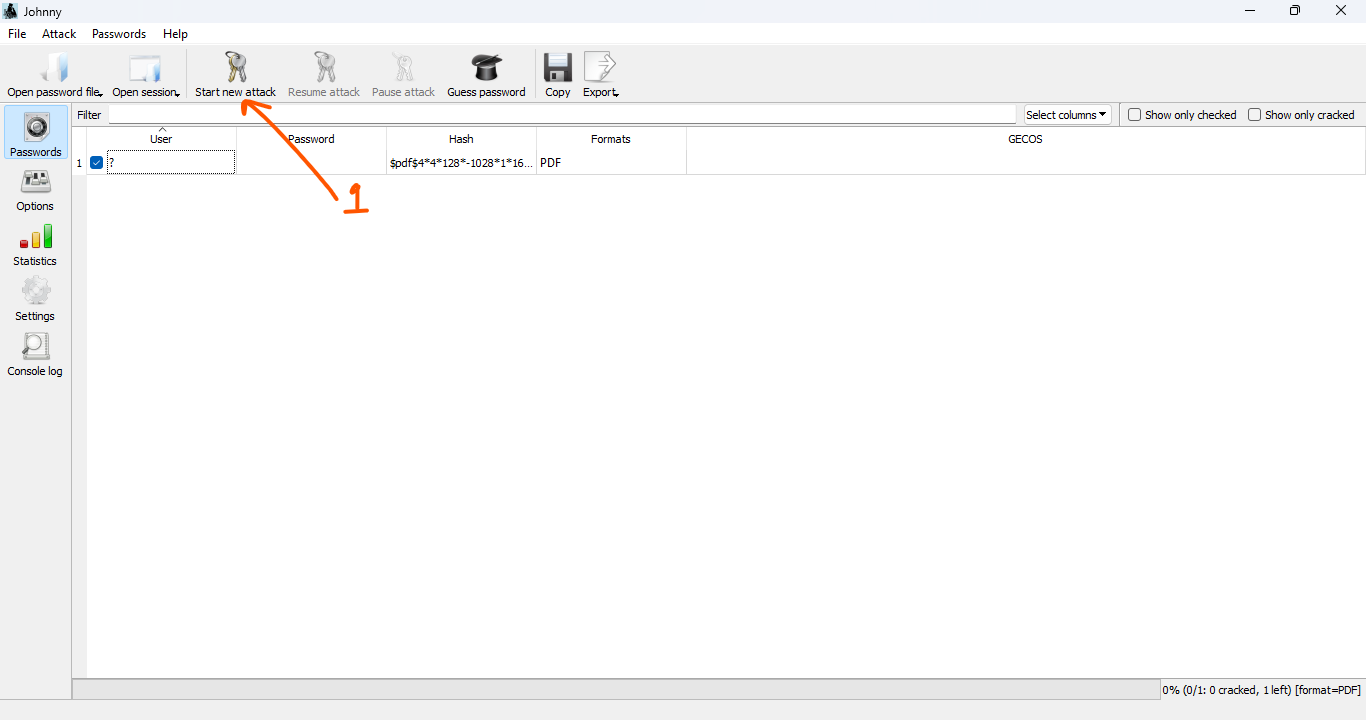 Johnny
File Attack Passwords Help
Open password file Open session Start new attack Resume attack Pause attack Guess password Copy Export
Passwords
Options
Statistics
Settings
Console log
Filter Select columns Show only checked Show only cracked
User Password Hash Formats GECOS
1 ? $pdf$4*4*128*-1028*1*16... PDF
1
0% (0/1: 0 cracked, 1 left) [format=PDF]